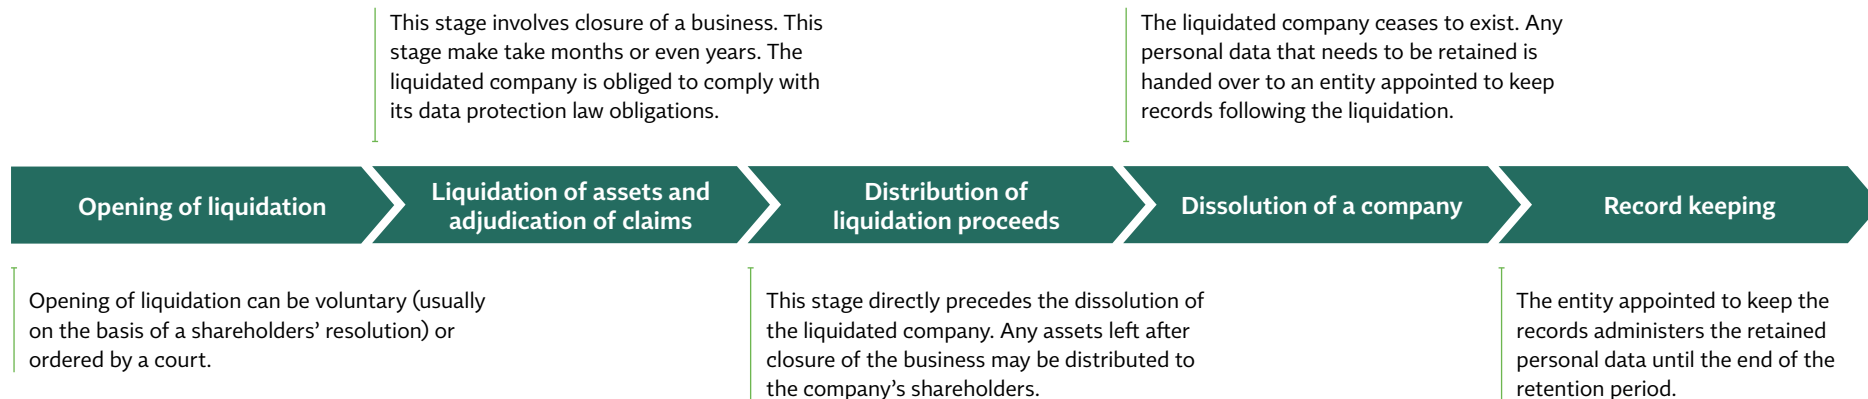 This stage involves closure of a business. This
stage make take months or even years. The
liquidated company is obliged to comply with
its data protection law obligations.
The liquidated company ceases to exist. Any
personal data that needs to be retained is
handed over to an entity appointed to keep
records following the liquidation.
Opening of liquidation
Liquidation of assets and
adjudication of claims
Distribution of
liquidation proceeds
Dissolution of a company
Record keeping
Opening of liquidation can be voluntary (usually
on the basis of a shareholders’ resolution) or
ordered by a court.
This stage directly precedes the dissolution of
the liquidated company. Any assets left after
closure of the business may be distributed to
the company’s shareholders.
The entity appointed to keep the
records administers the retained
personal data until the end of the
retention period.